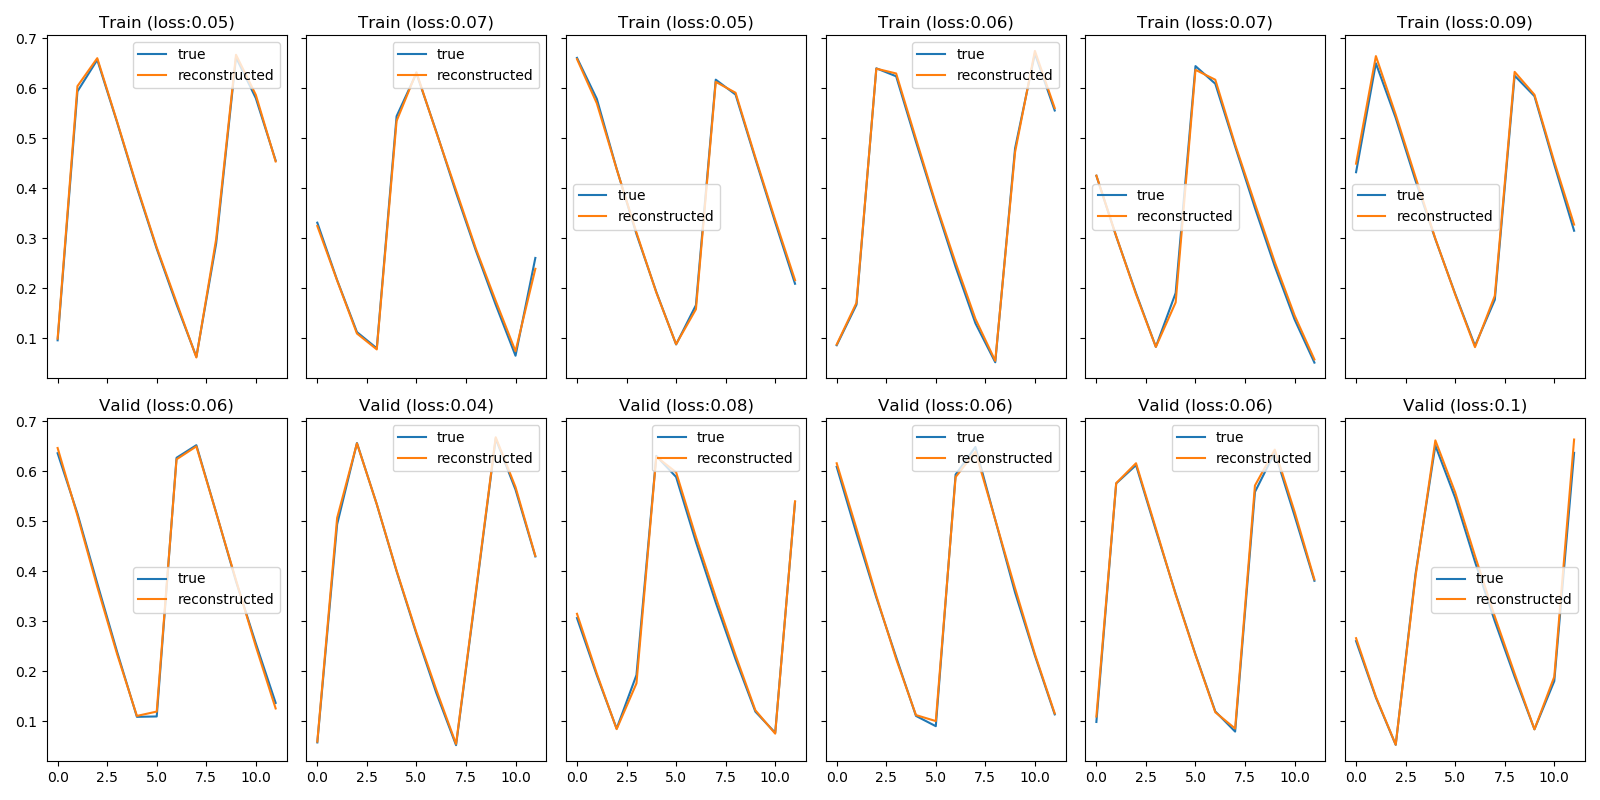 Train (loss:0.05)
Train (loss:0.07)
Train (loss:0.05)
Train (loss:0.06)
Train (loss:0.07)
Train (loss:0.09)
0.7
0.6
0.5
0.4
0.3
0.2
0.1
true
reconstructed
true
reconstructed
true
reconstructed
true
reconstructed
true
reconstructed
true
reconstructed
Valid (loss:0.06)
Valid (loss:0.04)
Valid (loss:0.08)
Valid (loss:0.06)
Valid (loss:0.06)
Valid (loss:0.1)
0.7
0.6
0.5
0.4
0.3
0.2
0.1
true
reconstructed
true
reconstructed
true
reconstructed
true
reconstructed
true
reconstructed
true
reconstructed
0.0 2.5 5.0 7.5 10.0
0.0 2.5 5.0 7.5 10.0
0.0 2.5 5.0 7.5 10.0
0.0 2.5 5.0 7.5 10.0
0.0 2.5 5.0 7.5 10.0
0.0 2.5 5.0 7.5 10.0